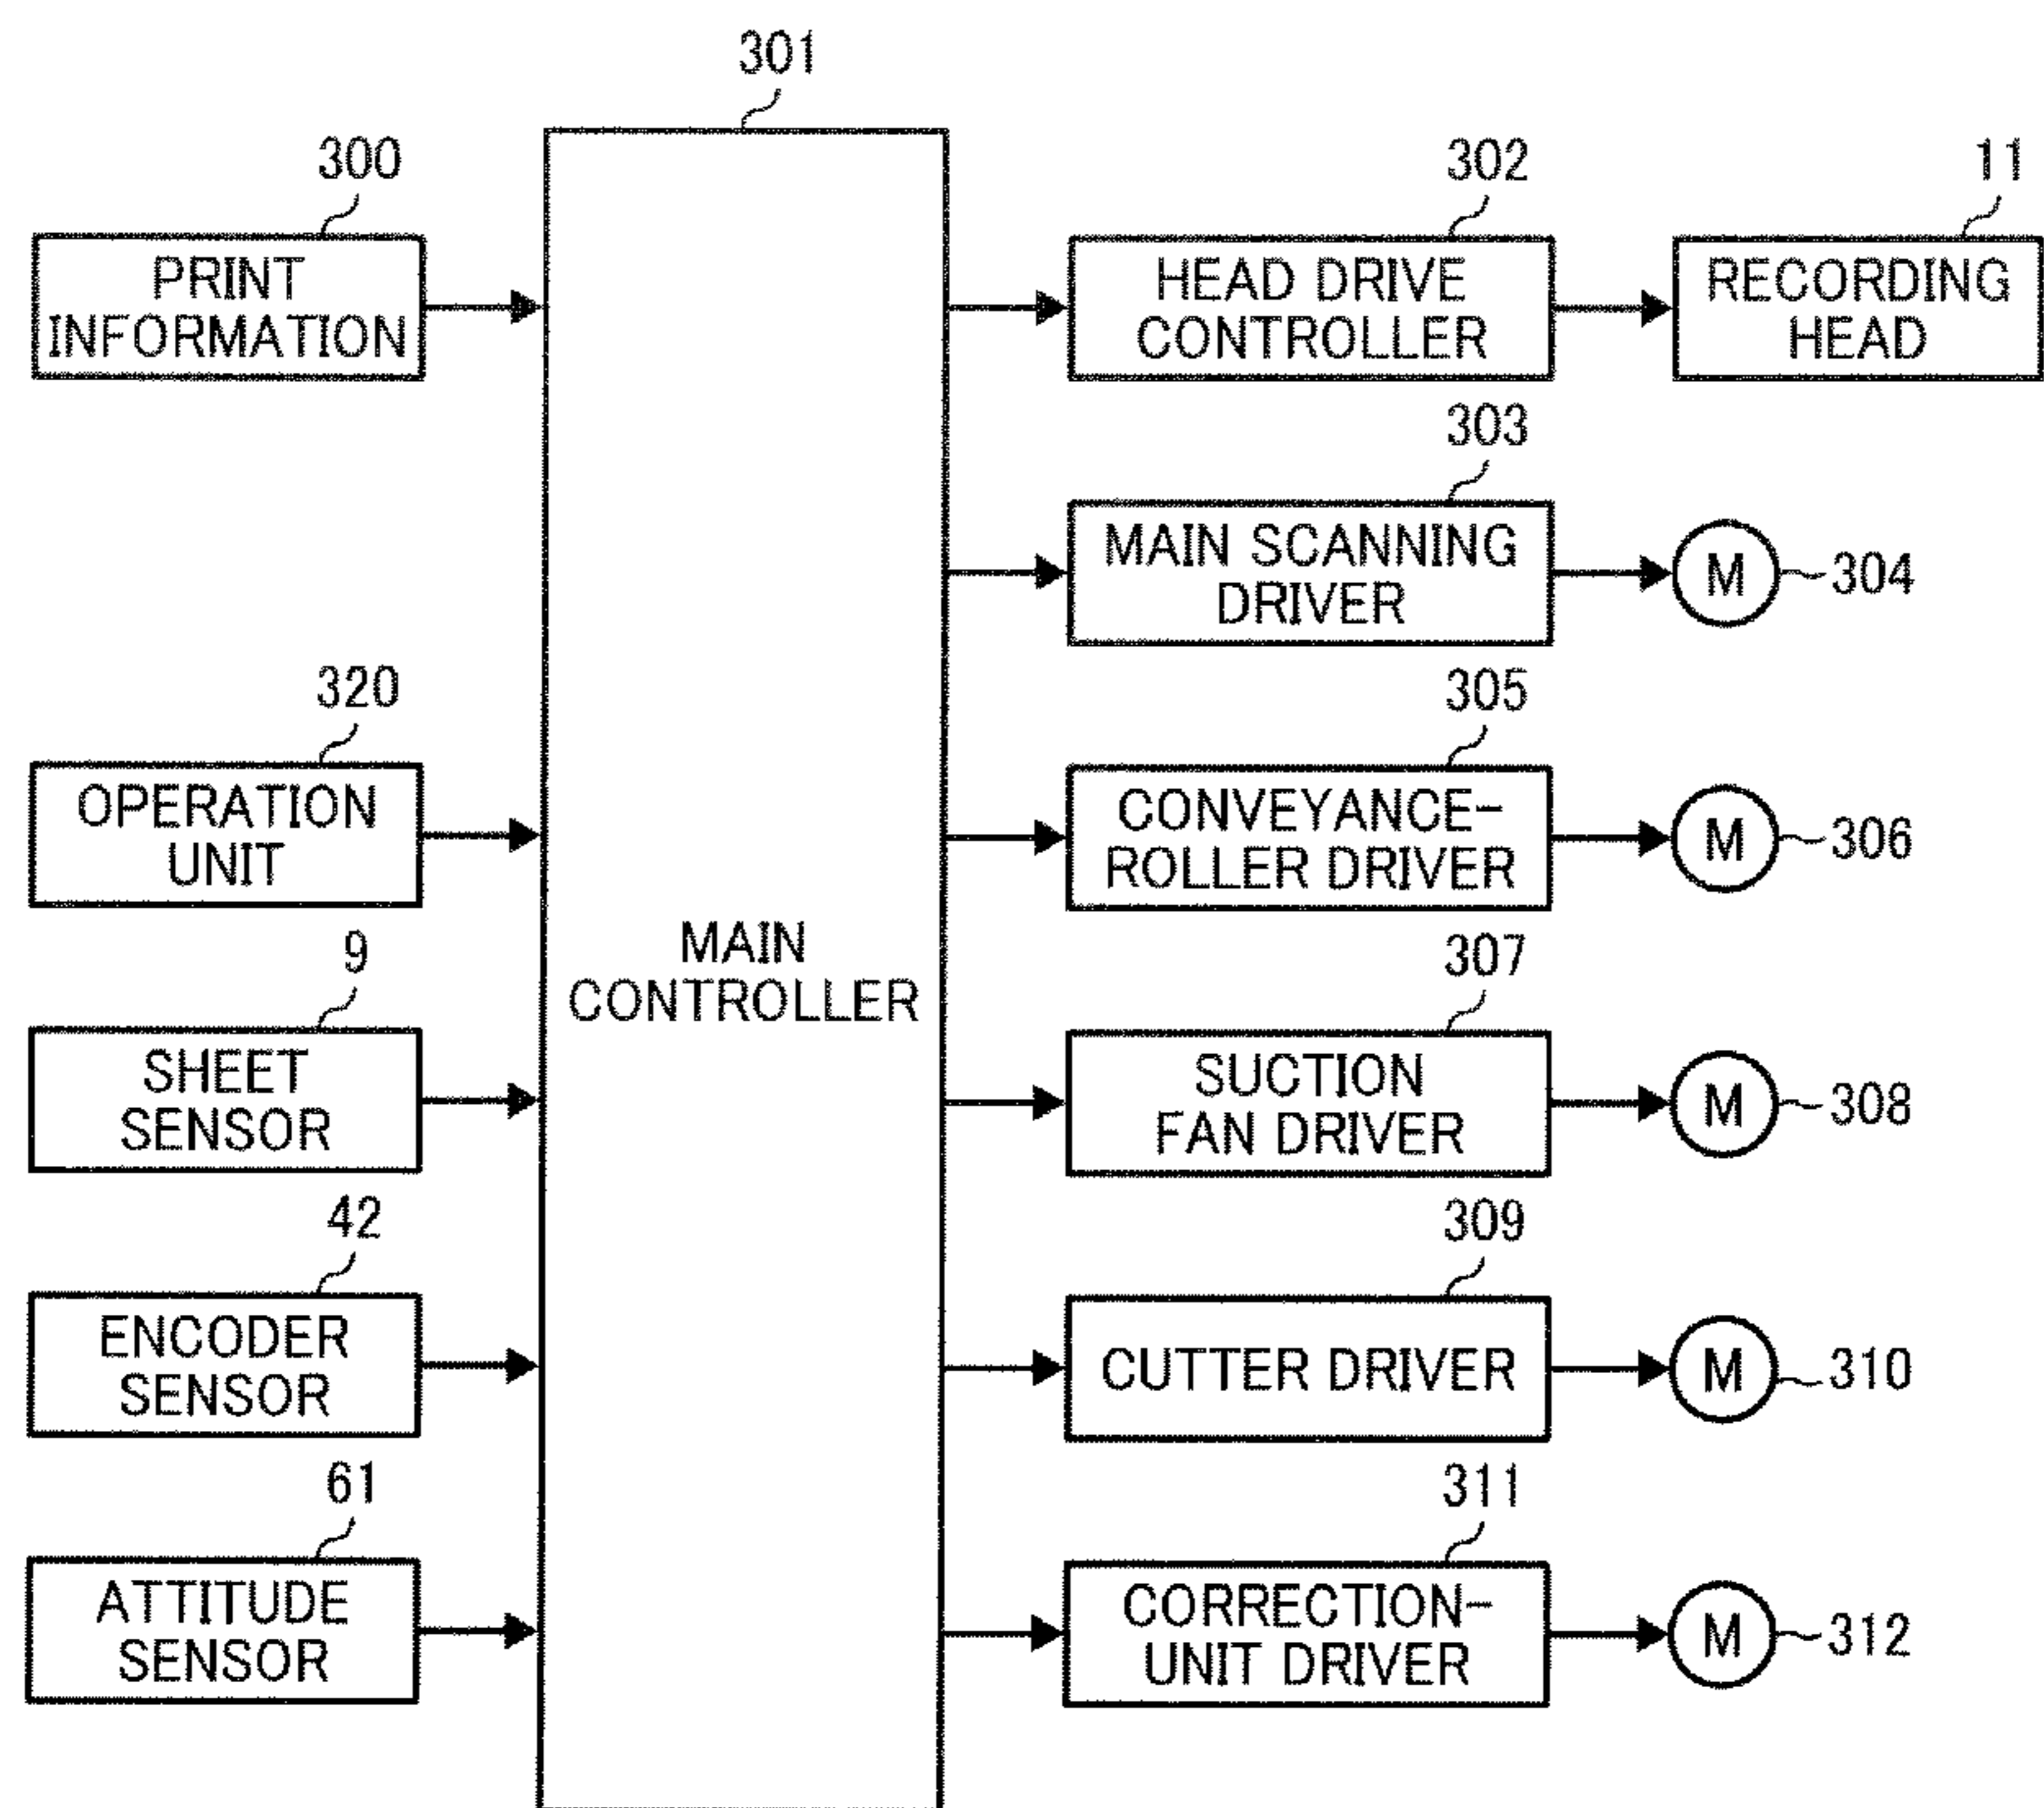 301
300
PRINT
INFORMATION
320
OPERATION
UNIT
9
SHEET
SENSOR
42
ENCODER
SENSOR
61
ATTITUDE
SENSOR
MAIN
CONTROLLER
302
HEAD DRIVE
CONTROLLER
11
RECORDING
HEAD
303
MAIN SCANNING
DRIVER
M
304
305
CONVEYANCE-
ROLLER DRIVER
M
306
307
SUCTION
FAN DRIVER
M
308
309
CUTTER DRIVER
M
310
311
CORRECTION-
UNIT DRIVER
M
312